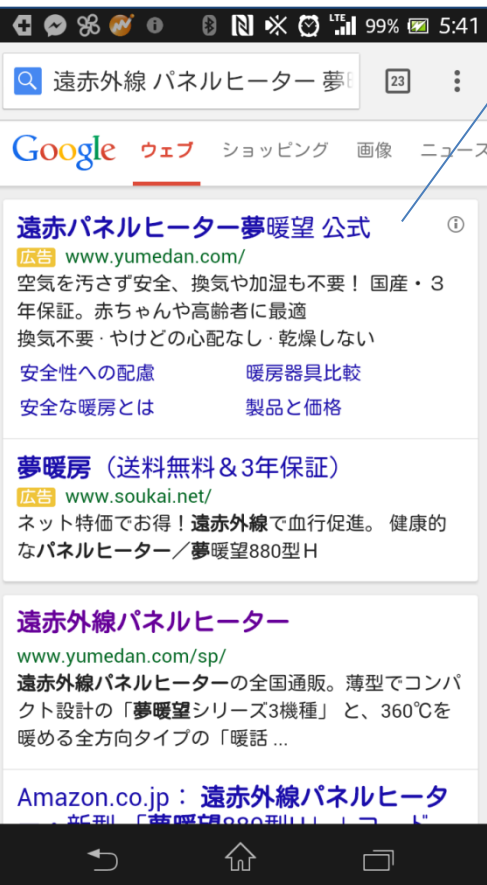 LTE 99% 5:41
遠赤外線 パネルヒーター 夢
23
Google ウェブ ショッピング 画像 ニュース
遠赤パネルヒーター夢暖望 公式
広告 www.yumedan.com/
空気を汚さず安全、換気や加湿も不要！ 国産・３
年保証。赤ちゃんや高齢者に最適
換気不要 · やけどの心配なし · 乾燥しない
安全性への配慮 暖房器具比較
安全な暖房とは 製品と価格
夢暖房（送料無料＆3年保証）
広告 www.soukai.net/
ネット特価でお得！遠赤外線で血行促進。 健康的
なパネルヒーター／夢暖望880型Ｈ
遠赤外線パネルヒーター
www.yumedan.com/sp/
遠赤外線パネルヒーターの全国通販。薄型でコンパ
クト設計の「夢暖望シリーズ3機種」 と、360℃を
暖める全方向タイプの「暖話 ...
Amazon.co.jp： 遠赤外線パネルヒータ
ー 新型 「夢暖望880型H」